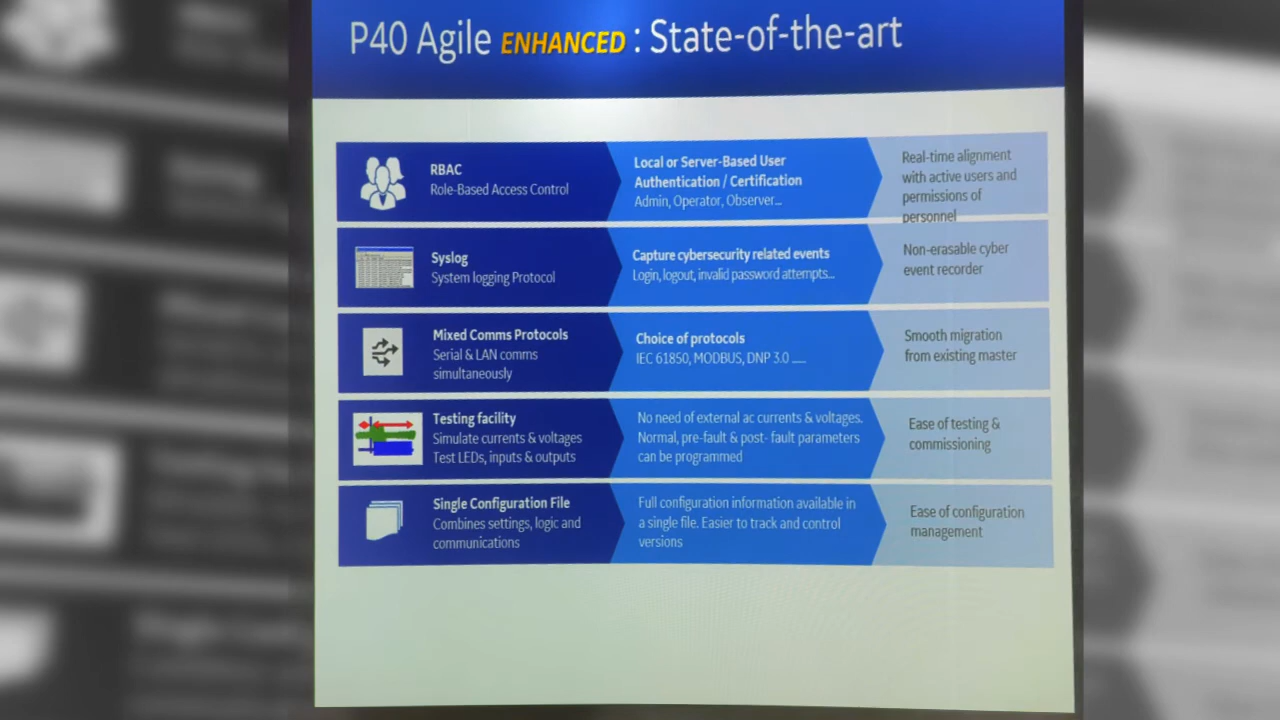 P40 Agile ENHANCED : State-of-the-art
RBAC
Role-Based Access Control
Local or Server-Based User
Authentication / Certification
Admin, Operator, Observer...
Real-time alignment
with active users and
permissions of
personnel
Syslog
System logging Protocol
Capture cybersecurity related events
Login, logout, invalid password attempts...
Non-erasable cyber
event recorder
Mixed Comms Protocols
Serial & LAN comms
simultaneously
Choice of protocols
IEC 61850, MODBUS, DNP 3.0 .....
Smooth migration
from existing master
Testing facility
Simulate currents & voltages
Test LEDs, inputs & outputs
No need of external ac currents & voltages.
Normal, pre-fault & post- fault parameters
can be programmed
Ease of testing &
commissioning
Single Configuration File
Combines settings, logic and
communications
Full configuration information available in
a single file. Easier to track and control
versions
Ease of configuration
management